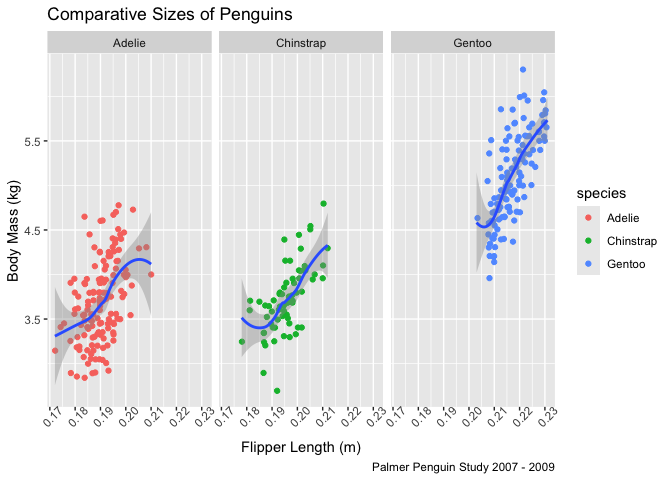 Comparative Sizes of Penguins
Adelie Chinstrap Gentoo
5.5
4.5
3.5
Body Mass (kg)
0.17 0.18 0.19 0.20 0.21 0.22 0.23 0.17 0.18 0.19 0.20 0.21 0.22 0.23 0.17 0.18 0.19 0.20 0.21 0.22 0.23
Flipper Length (m)
species
Adelie
Chinstrap
Gentoo
Palmer Penguin Study 2007 - 2009